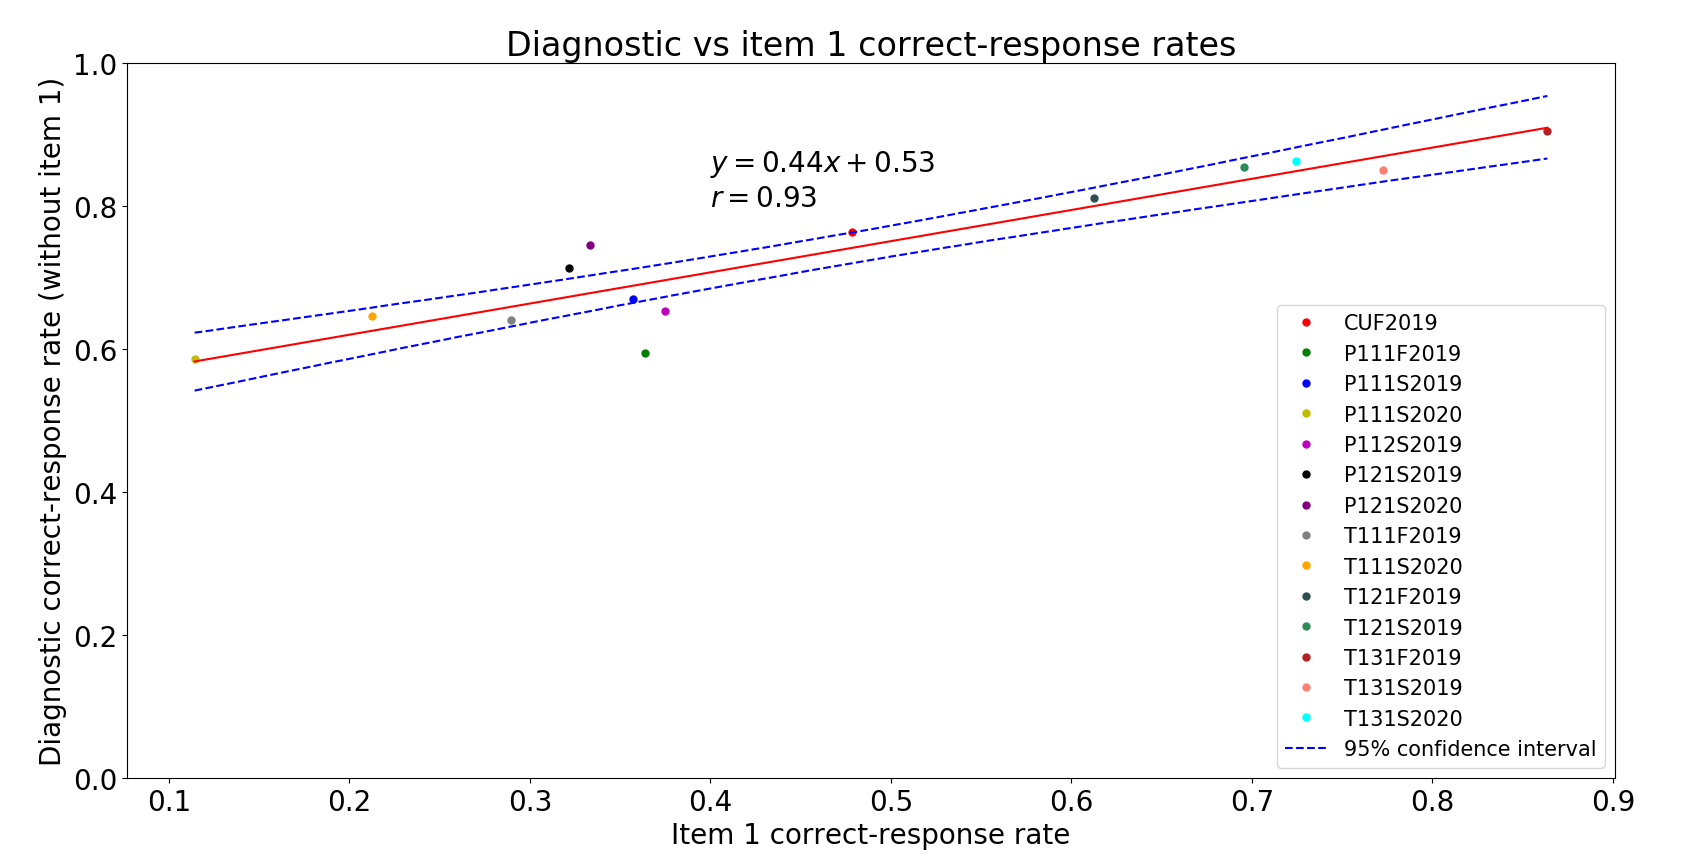 Diagnostic vs item 1 correct-response rates
Diagnostic correct-response rate (without item 1)
1.0
0.8
0.6
0.4
0.2
0.0
y = 0.44x + 0.53
r = 0.93
CUF2019
P111F2019
P111S2019
P111S2020
P112S2019
P121S2019
P121S2020
T111F2019
T111S2020
T121F2019
T121S2019
T131F2019
T131S2019
T131S2020
95% confidence interval
0.1 0.2 0.3 0.4 0.5 0.6 0.7 0.8 0.9
Item 1 correct-response rate